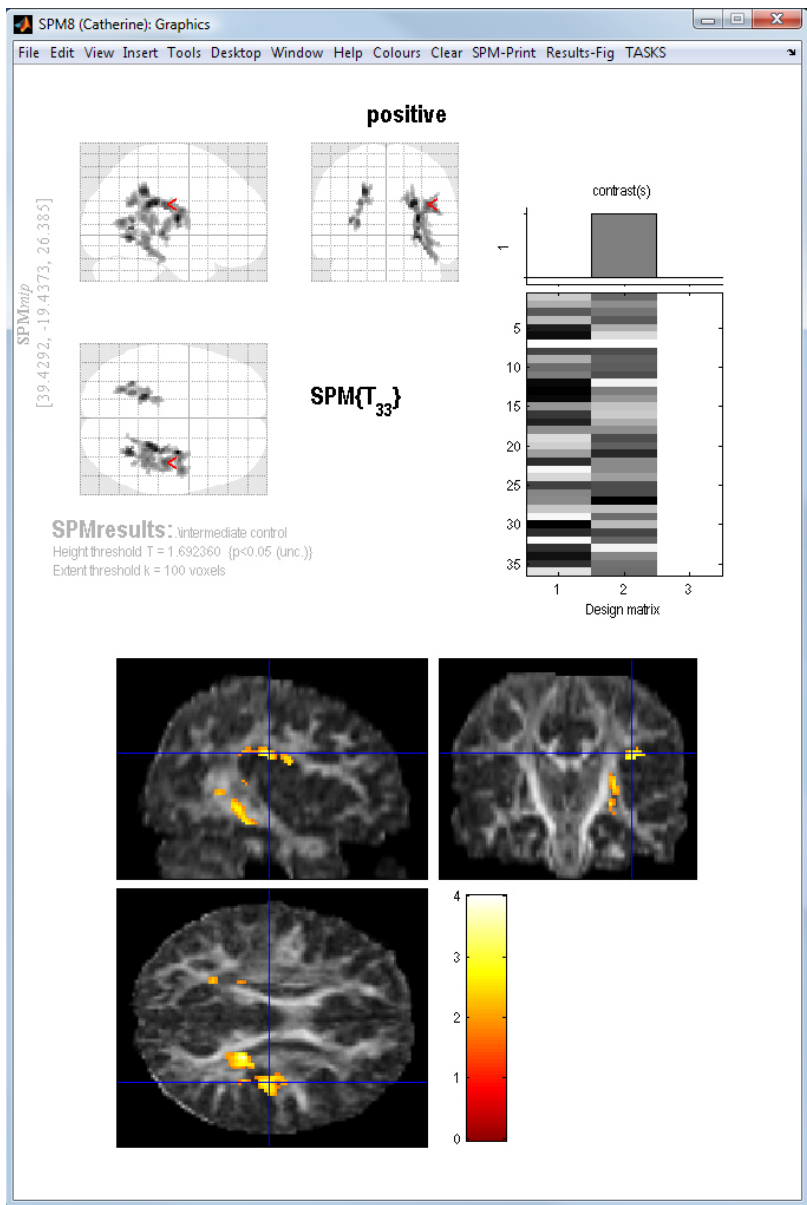 SPM8 (Catherine): Graphics
File Edit View Insert Tools Desktop Window Help Colours Clear SPM-Print Results-Fig TASKS
positive
SPMmip
[39.4292, -19.4373, 26.385]
contrast(s)
1
SPM{T33}
5
10
15
20
25
30
35
1 2 3
Design matrix
SPMresults: .\intermediate control
Height threshold T = 1.692360 {p<0.05 (unc.)}
Extent threshold k = 100 voxels
4
3
2
1
0